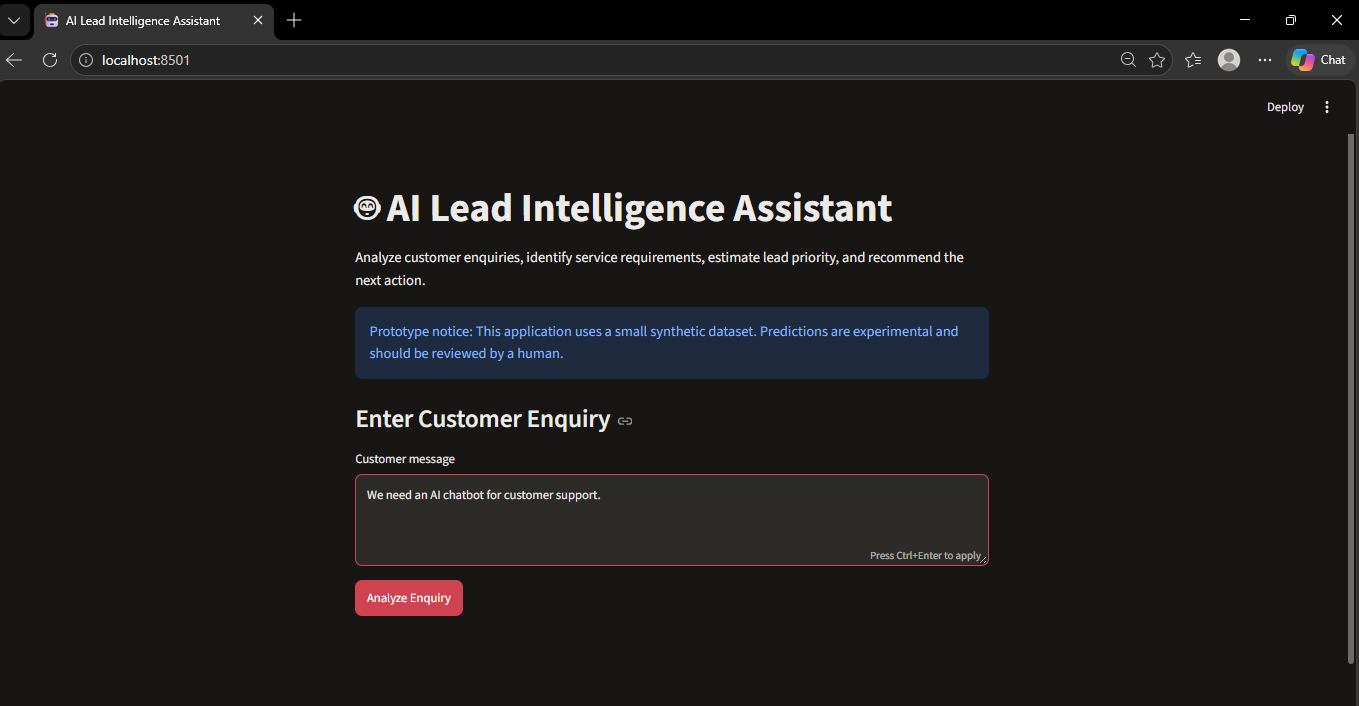 AI Lead Intelligence Assistant
localhost:8501
Chat
Deploy
AI Lead Intelligence Assistant
Analyze customer enquiries, identify service requirements, estimate lead priority, and recommend the
next action.
Prototype notice: This application uses a small synthetic dataset. Predictions are experimental and
should be reviewed by a human.
Enter Customer Enquiry
Customer message
We need an AI chatbot for customer support.
Press Ctrl+Enter to apply
Analyze Enquiry